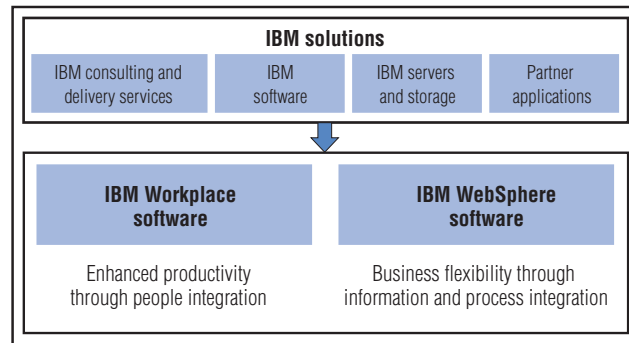 IBM solutions
IBM consulting and
delivery services
IBM
software
IBM servers
and storage
Partner
applications
IBM Workplace
software
Enhanced productivity
through people integration
IBM WebSphere
software
Business flexibility through
information and process integration